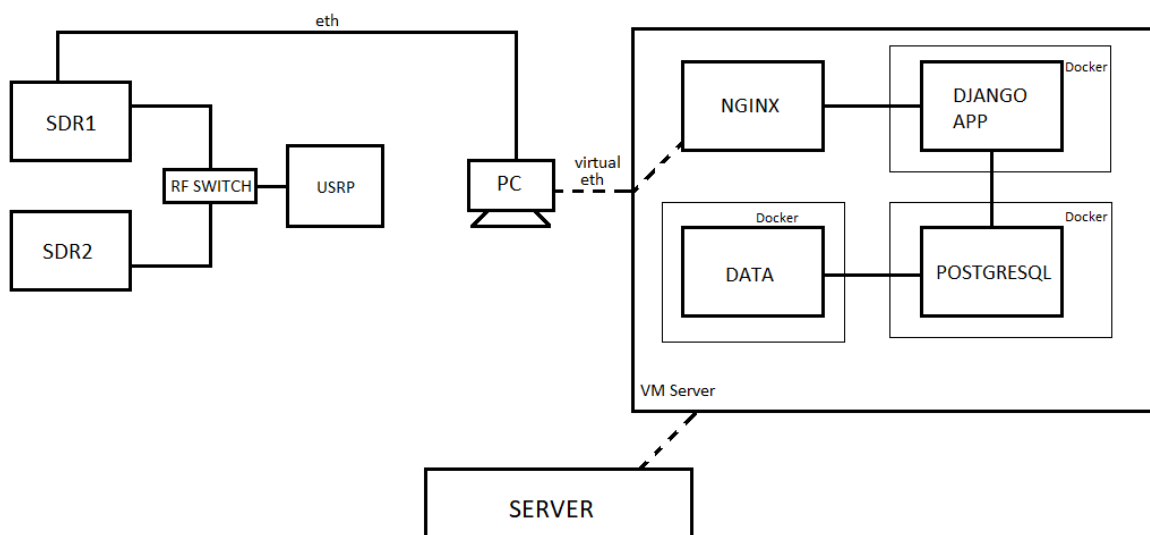 eth
SDR1
RF SWITCH
USRP
SDR2
PC
virtual
eth
NGINX
Docker
DJANGO
APP
Docker
DATA
Docker
POSTGRESQL
VM Server
SERVER